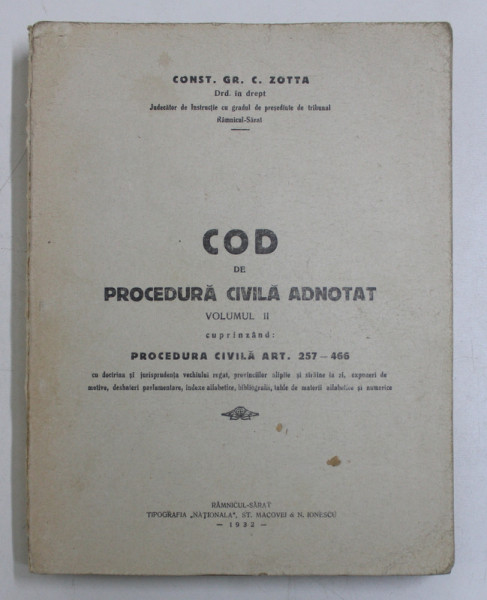 CONST. GR. C. ZOTTA
Drd. în drept
Judecător de Instrucție cu gradul de președinte de tribunal
Râmnicul-Sărat
COD
DE
PROCEDURĂ CIVILĂ ADNOTAT
VOLUMUL II
cuprinzând:
PROCEDURA CIVILĂ ART. 257 – 466
cu doctrina și jurisprudența vechiului regat, provinciilor alipite și străine la zi, expuneri de
motive, desbateri parlamentare, indexe alfabetice, bibliografii, table de materii alfabetice și numerice
RÂMNICUL-SĂRAT
TIPOGRAFIA „NAȚIONALA", ST. MACOVEI & N. IONESCU
– 1932 –